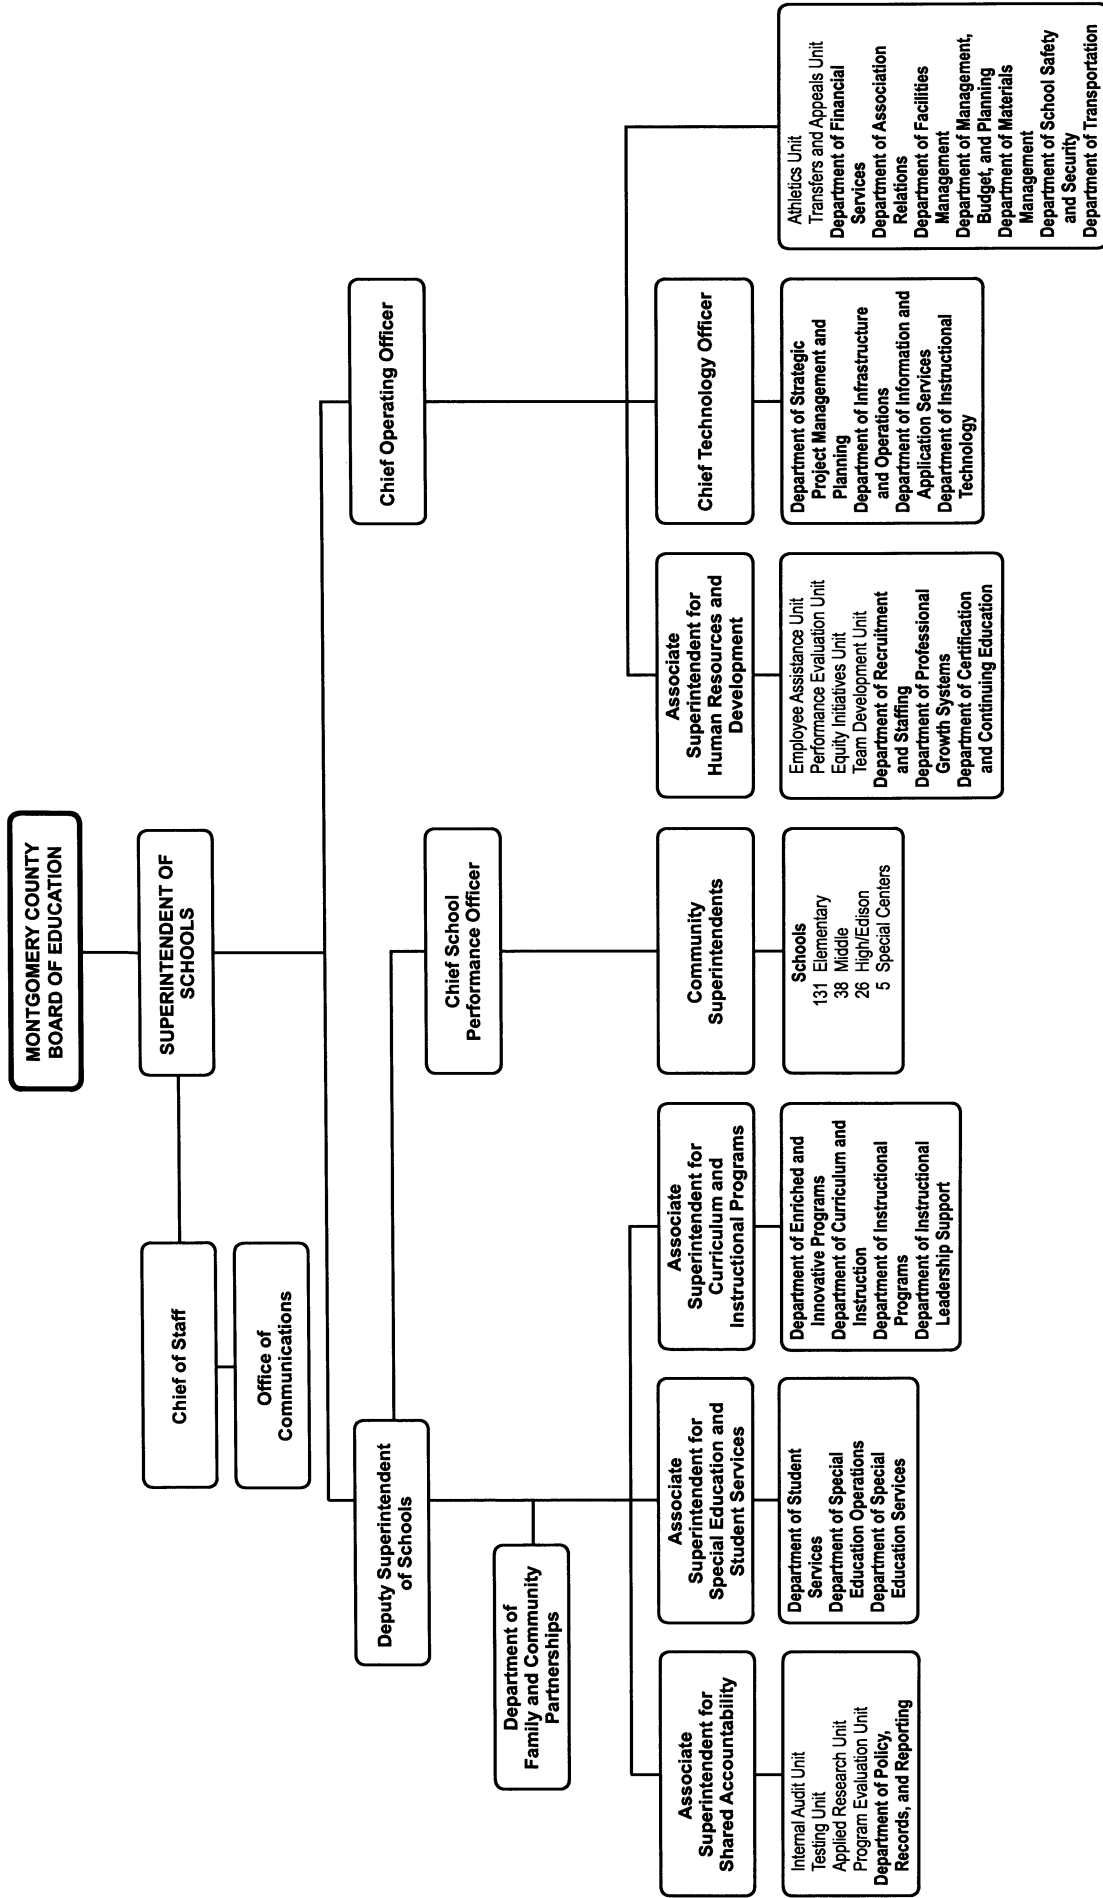 MONTGOMERY COUNTY
BOARD OF EDUCATION
SUPERINTENDENT OF
SCHOOLS
Chief of Staff
Office of
Communications
Deputy Superintendent
of Schools
Chief Operating Officer
Chief School
Performance Officer
Department of
Family and Community
Partnerships
Associate
Superintendent for
Shared Accountability
Internal Audit Unit
Testing Unit
Applied Research Unit
Program Evaluation Unit
Department of Policy,
Records, and Reporting
Associate
Superintendent for
Special Education and
Student Services
Department of Student
Services
Department of Special
Education Operations
Department of Special
Education Services
Associate
Superintendent for
Curriculum and
Instructional Programs
Department of Enriched and
Innovative Programs
Department of Curriculum and
Instruction
Department of Instructional
Programs
Department of Instructional
Leadership Support
Community
Superintendents
Schools
131 Elementary
38 Middle
26 High/Edison
5 Special Centers
Associate
Superintendent for
Human Resources and
Development
Employee Assistance Unit
Performance Evaluation Unit
Equity Initiatives Unit
Team Development Unit
Department of Recruitment
and Staffing
Department of Professional
Growth Systems
Department of Certification
and Continuing Education
Chief Technology Officer
Department of Strategic
Project Management and
Planning
Department of Infrastructure
and Operations
Department of Information and
Application Services
Department of Instructional
Technology
Athletics Unit
Transfers and Appeals Unit
Department of Financial
Services
Department of Association
Relations
Department of Facilities
Management
Department of Management,
Budget, and Planning
Department of Materials
Management
Department of School Safety
and Security
Department of Transportation